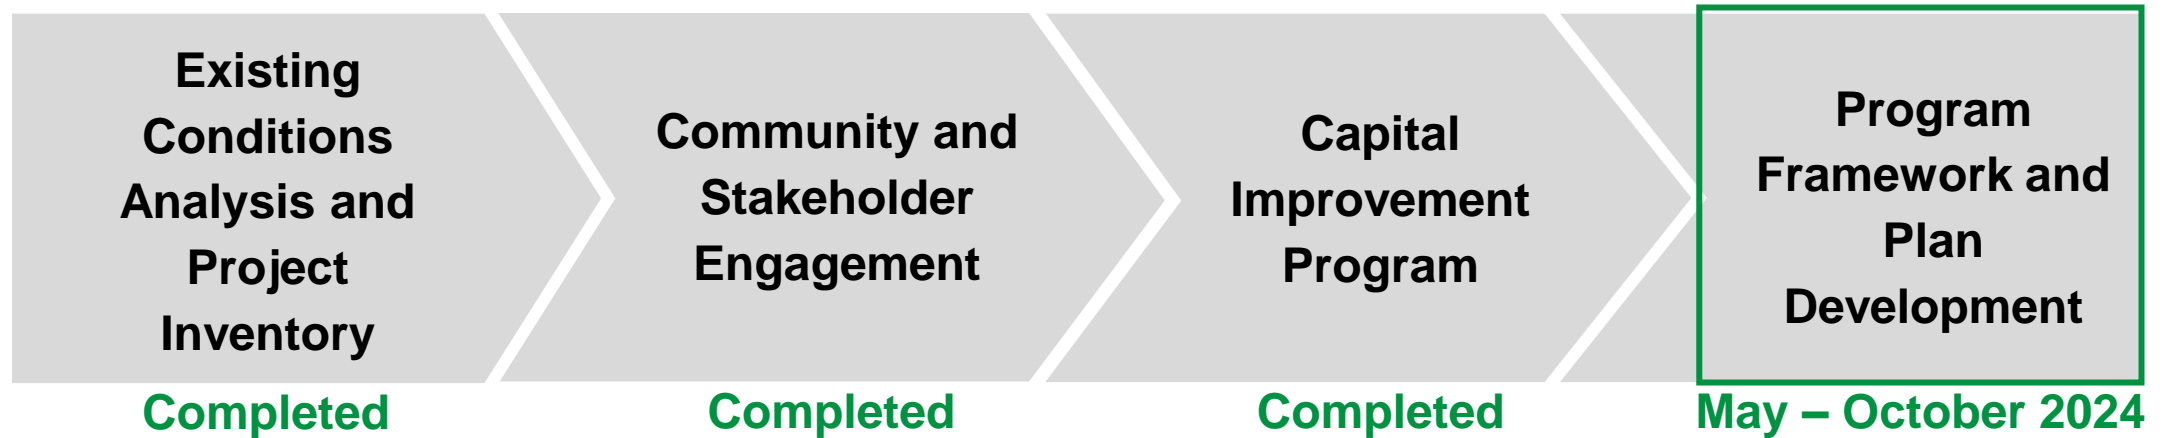 Existing
Conditions
Analysis and
Project
Inventory
Completed
Community and
Stakeholder
Engagement
Completed
Capital
Improvement
Program
Completed
Program
Framework and
Plan
Development
May – October 2024